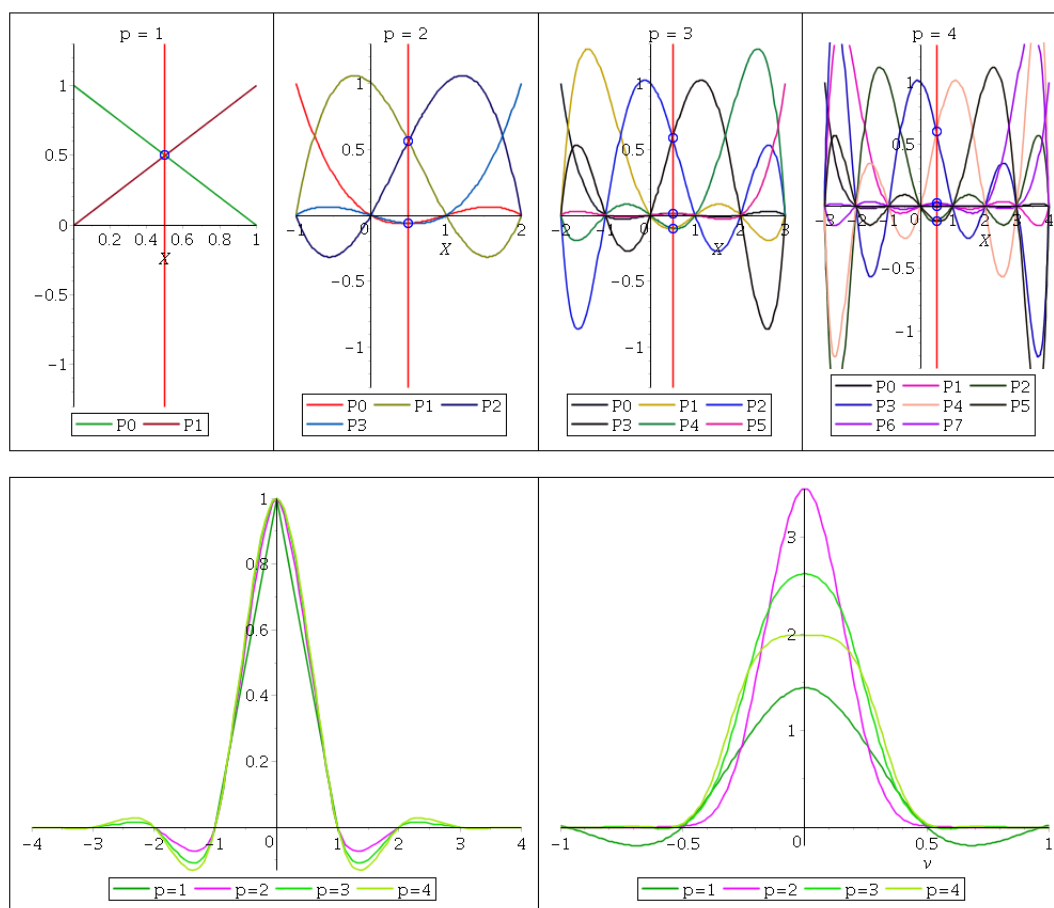 p = 1
1
0.5
0
0.2 0.4 0.6 0.8 1
X
−0.5
−1
P0 P1
p = 2
1
0.5
−1 0 1 2
X
−0.5
−1
P0 P1 P2
P3
p = 3
1
0.5
−2 −1 0 1 2 3
X
−0.5
−1
P0 P1 P2
P3 P4 P5
p = 4
1
0.5
−3 −2 −1 0 1 2 3 4
X
−0.5
−1
P0 P1 P2
P3 P4 P5
P6 P7
1
0.8
0.6
0.4
0.2
−4 −3 −2 −1 0 1 2 3 4
p=1 p=2 p=3 p=4
3
2
1
−1 −0.5 0 0.5 1
ν
p=1 p=2 p=3 p=4